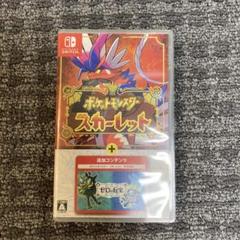 NINTENDO
SWITCH
ポケットモンスター
スカーレット
+
追加コンテンツ
ゼロの秘宝
A